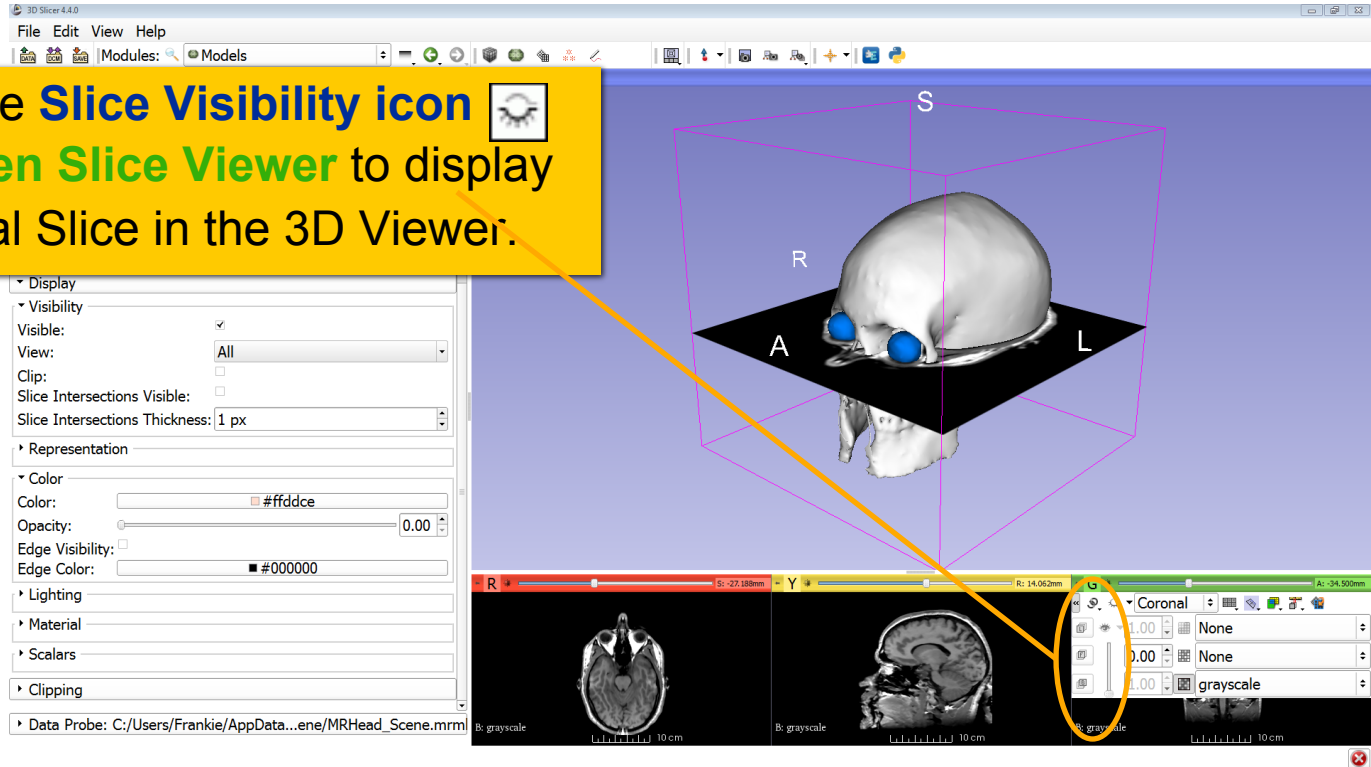 3D Slicer 4.4.0
File Edit View Help
DATA DCM SAVE Modules: Models
e Slice Visibility icon
en Slice Viewer to display
al Slice in the 3D Viewer.
S
R
A
L
Display
Visibility
Visible:
View: All
Clip:
Slice Intersections Visible:
Slice Intersections Thickness: 1 px
Representation
Color
Color: #ffddce
Opacity: 0.00
Edge Visibility:
Edge Color: #000000
Lighting
Material
Scalars
Clipping
Data Probe: C:/Users/Frankie/AppData...ene/MRHead_Scene.mrml
R S: -27.188mm
B: grayscale 10 cm
Y R: 14.062mm
B: grayscale 10 cm
G A: -34.500mm
Coronal
1.00 None
0.00 None
1.00 grayscale
B: grayscale 10 cm